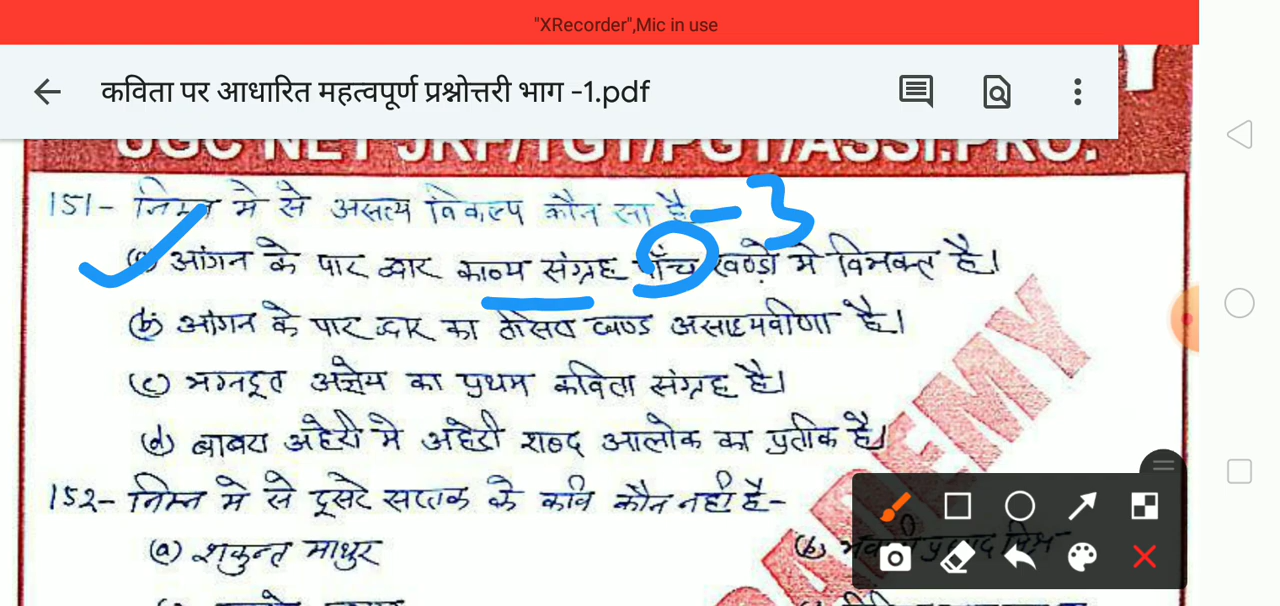 "XRecorder",Mic in use
कविता पर आधारित महत्वपूर्ण प्रश्नोत्तरी भाग -1.pdf
UGC NET JRF/TGT/PGT/ASSI.PRO.
151- निम्न मे से असत्य विकल्प कौन सा है - 3
(a) आंगन के पार द्वार काव्य संग्रह पाँच खण्डो मे विभक्त है।
(b) आंगन के पार द्वार का तीसरा खण्ड असाध्यवीणा है।
(c) भग्नदूत अज्ञेय का प्रथम कविता संग्रह है।
(d) बावरा अहेरी मे अहेरी शब्द आलोक का प्रतीक है।
152- निम्न मे से दूसरे सप्तक के कवि कौन नही है-
(a) शकुन्त माथुर (b)
ADEMY